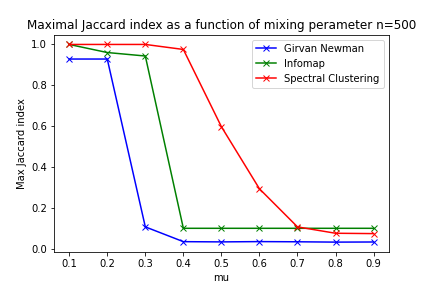 Maximal Jaccard index as a function of mixing perameter n=500
1.0
0.8
0.6
0.4
0.2
0.0
Max Jaccard index
Girvan Newman
Infomap
Spectral Clustering
0.1 0.2 0.3 0.4 0.5 0.6 0.7 0.8 0.9
mu